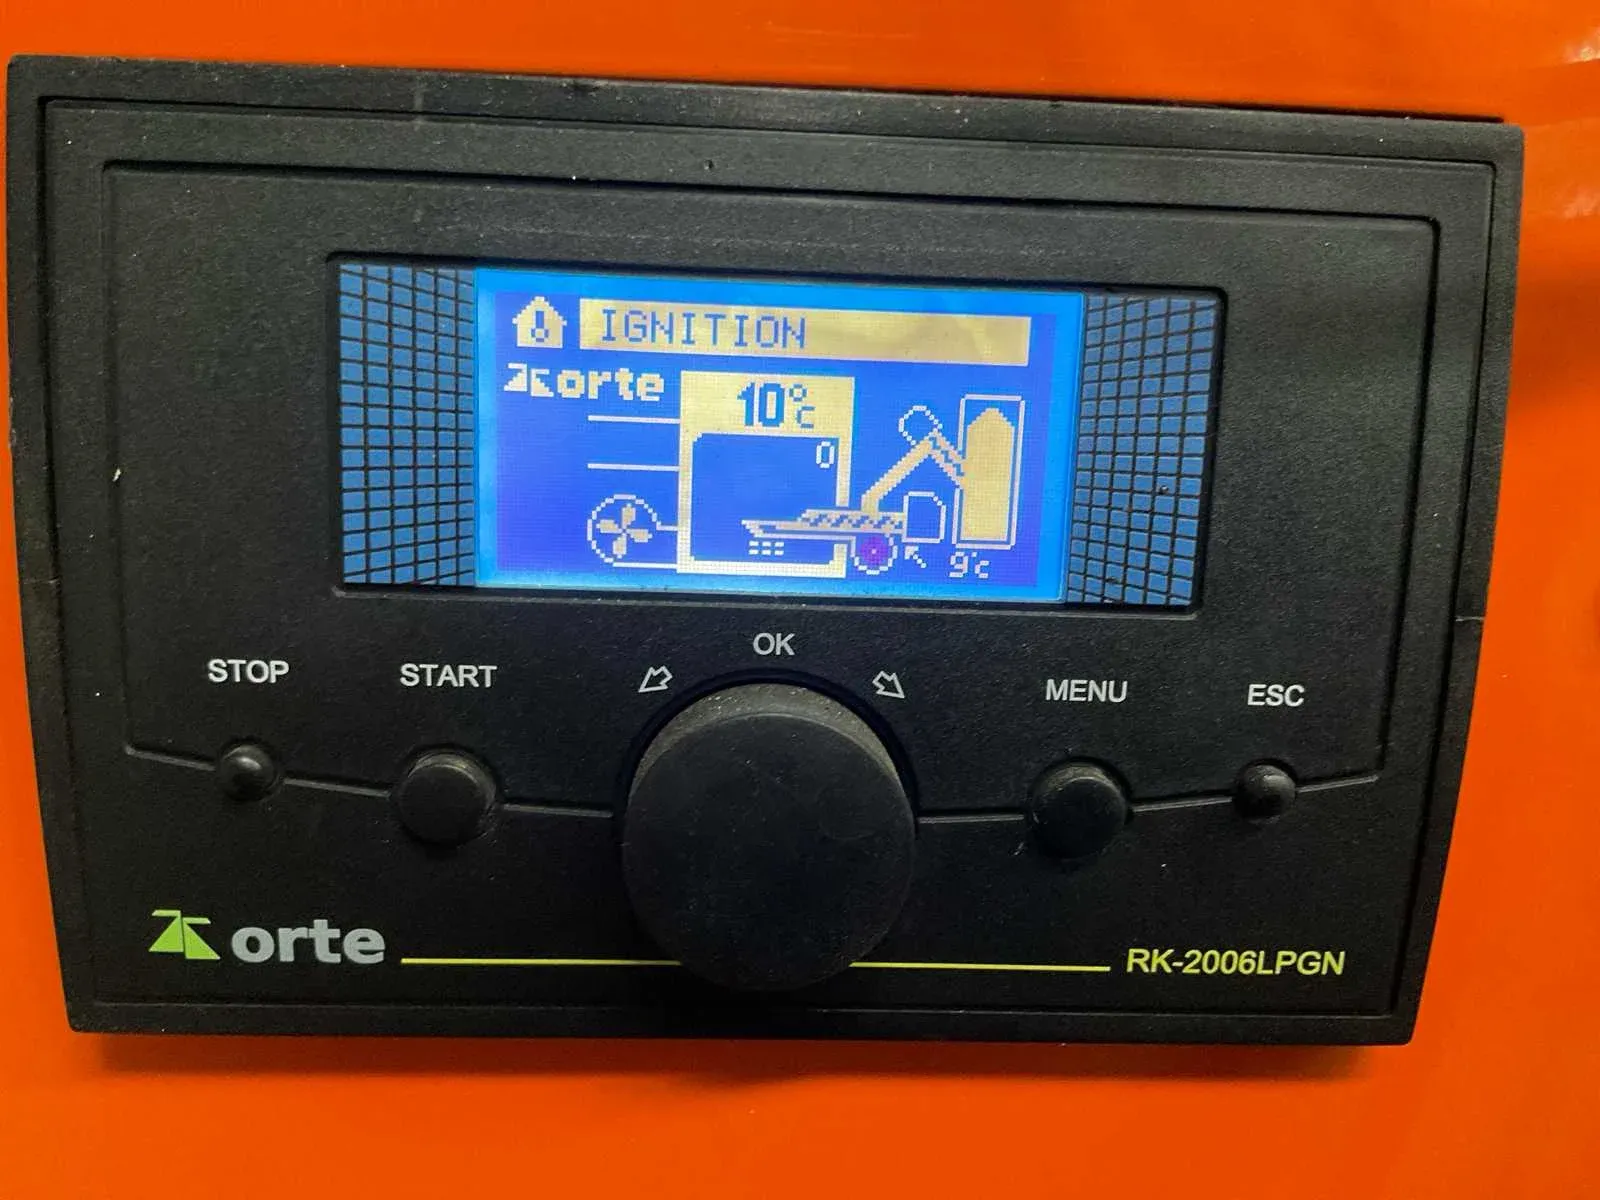 IGNITION
orte
10°C
0
9°C
OK
STOP
START
MENU
ESC
orte
RK-2006LPGN